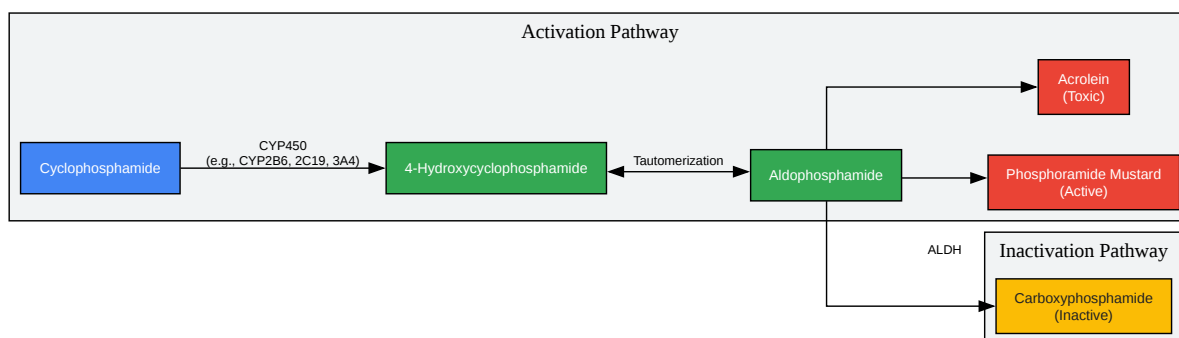 Activation Pathway
Acrolein
(Toxic)
CYP450
(e.g., CYP2B6, 2C19, 3A4)
Cyclophosphamide
4-Hydroxycyclophosphamide
Tautomerization
Aldophosphamide
Phosphoramide Mustard
(Active)
ALDH
Inactivation Pathway
Carboxyphosphamide
(Inactive)